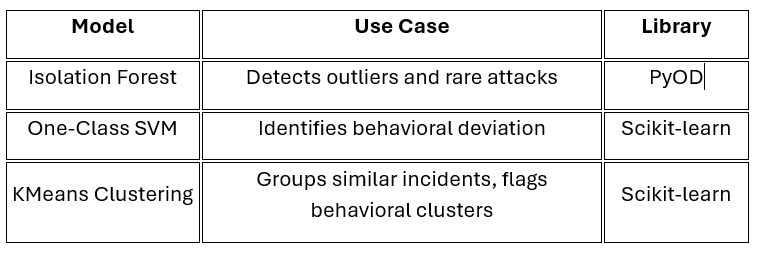 Model Use Case Library
Isolation Forest Detects outliers and rare attacks PyOD
One-Class SVM Identifies behavioral deviation Scikit-learn
KMeans Clustering Groups similar incidents, flags Scikit-learn
behavioral clusters